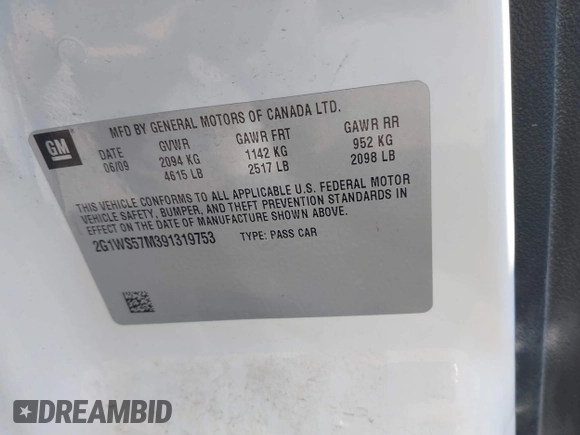 MFD BY GENERAL MOTORS OF CANADA LTD.
GM
DATE GVWR GAWR FRT GAWR RR
06/09 2094 KG 1142 KG 952 KG
4615 LB 2517 LB 2098 LB
THIS VEHICLE CONFORMS TO ALL APPLICABLE U.S. FEDERAL MOTOR
VEHICLE SAFETY, BUMPER, AND THEFT PREVENTION STANDARDS IN
EFFECT ON THE DATE OF MANUFACTURE SHOWN ABOVE.
2G1WS57M391319753 TYPE: PASS CAR
DREAMBID